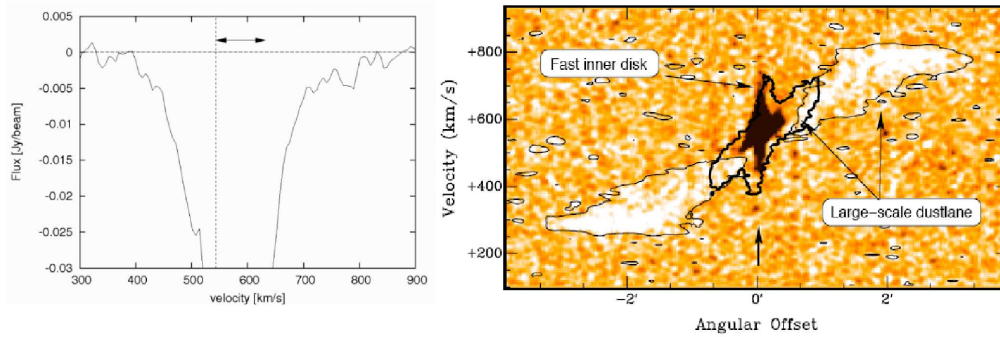 0.005
0
-0.005
-0.01
-0.015
-0.02
-0.025
-0.03
Flux [Jy/beam]
300 400 500 600 700 800 900
velocity [km/s]
+800
+600
+400
+200
Velocity (km/s)
Fast inner disk
Large-scale dustlane
-2' 0' 2'
Angular Offset